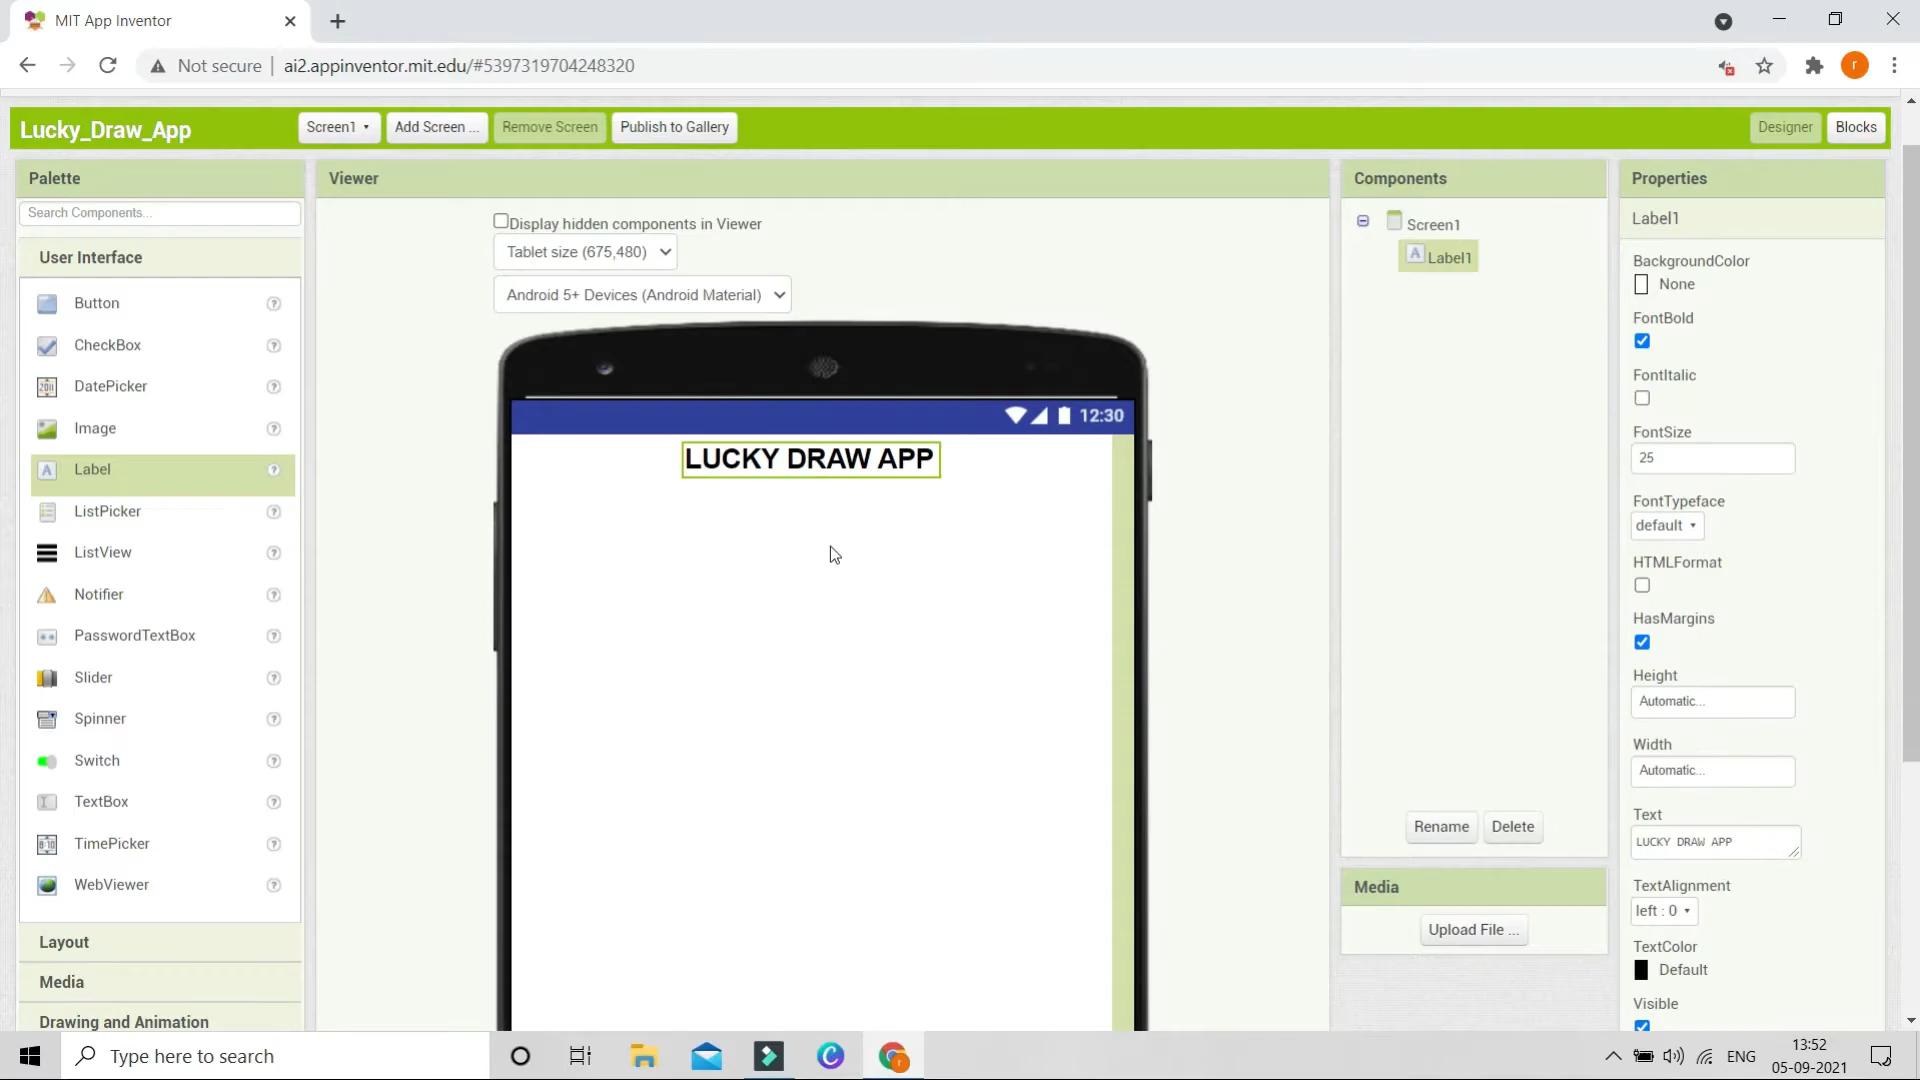 MIT App Inventor
Not secure
ai2.appinventor.mit.edu/#5397319704248320
r
Lucky_Draw_App
Screen1
Add Screen ...
Remove Screen
Publish to Gallery
Designer
Blocks
Palette
Search Components...
User Interface
Button
CheckBox
DatePicker
Image
Label
ListPicker
ListView
Notifier
PasswordTextBox
Slider
Spinner
Switch
TextBox
TimePicker
WebViewer
Layout
Media
Drawing and Animation
Viewer
Display hidden components in Viewer
Tablet size (675,480)
Android 5+ Devices (Android Material)
12:30
LUCKY DRAW APP
Components
Screen1
A Label1
Rename
Delete
Media
Upload File ...
Properties
Label1
BackgroundColor
None
FontBold
FontItalic
FontSize
25
FontTypeface
default
HTMLFormat
HasMargins
Height
Automatic...
Width
Automatic...
Text
LUCKY DRAW APP
TextAlignment
left : 0
TextColor
Default
Visible
Type here to search
ENG
13:52
05-09-2021